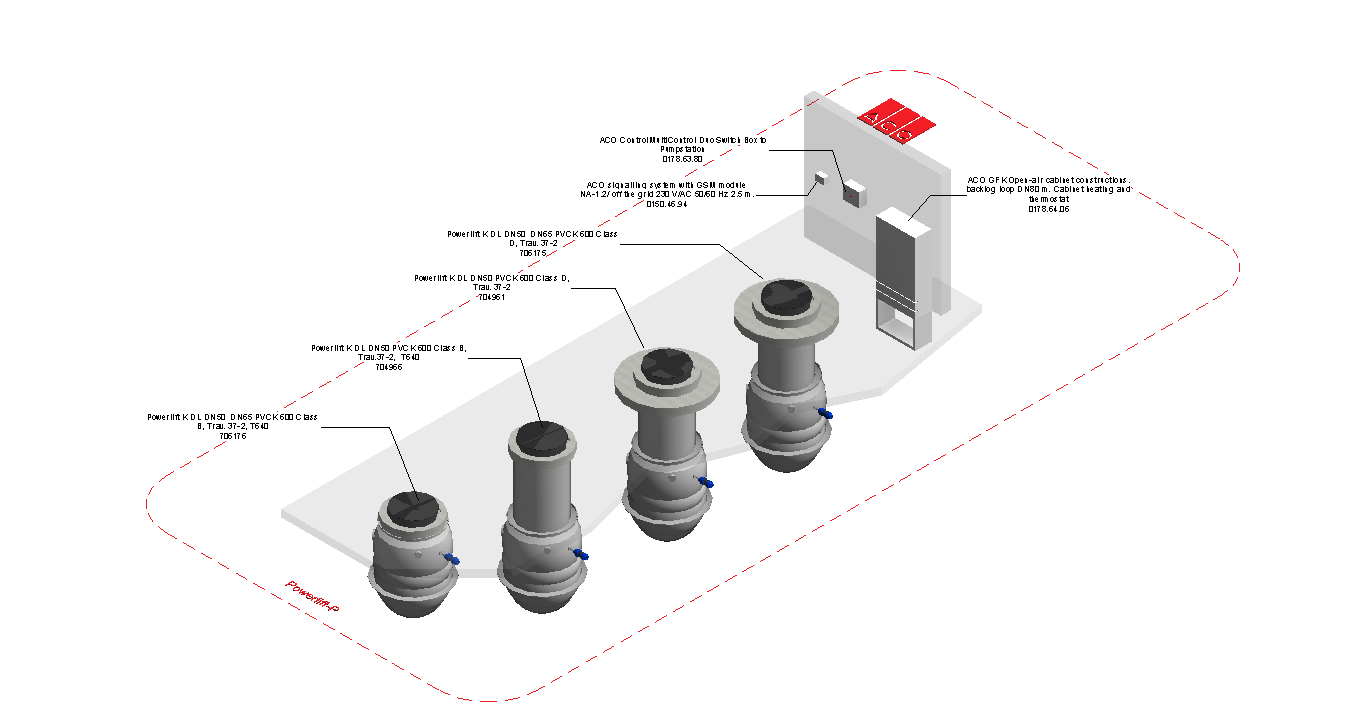 ACO
ACO Control MultiControl Duo Switch Box to
Pumpstation
0178.63.80
ACO signalling system with GSM module
NA-1.2/ off the grid 230 V/AC 50/60 Hz 2.5 m.
0150.46.94
ACO GFK Open-air cabinet constructions.
backlog loop DN80 m. Cabinet heating and
thermostat
0178.64.06
Powerlift K DL DN50 DN65 PVC K 600 Class
D, Trau. 37-2
706175
Powerlift K DL DN50 PVC K 600 Class D,
Trau. 37-2
704961
Powerlift K DL DN50 PVC K 600 Class B,
Trau.37-2, T640
704966
Powerlift K DL DN50 DN65 PVC K 600 Class
B, Trau. 37-2, T640
706176
Powerlift-P